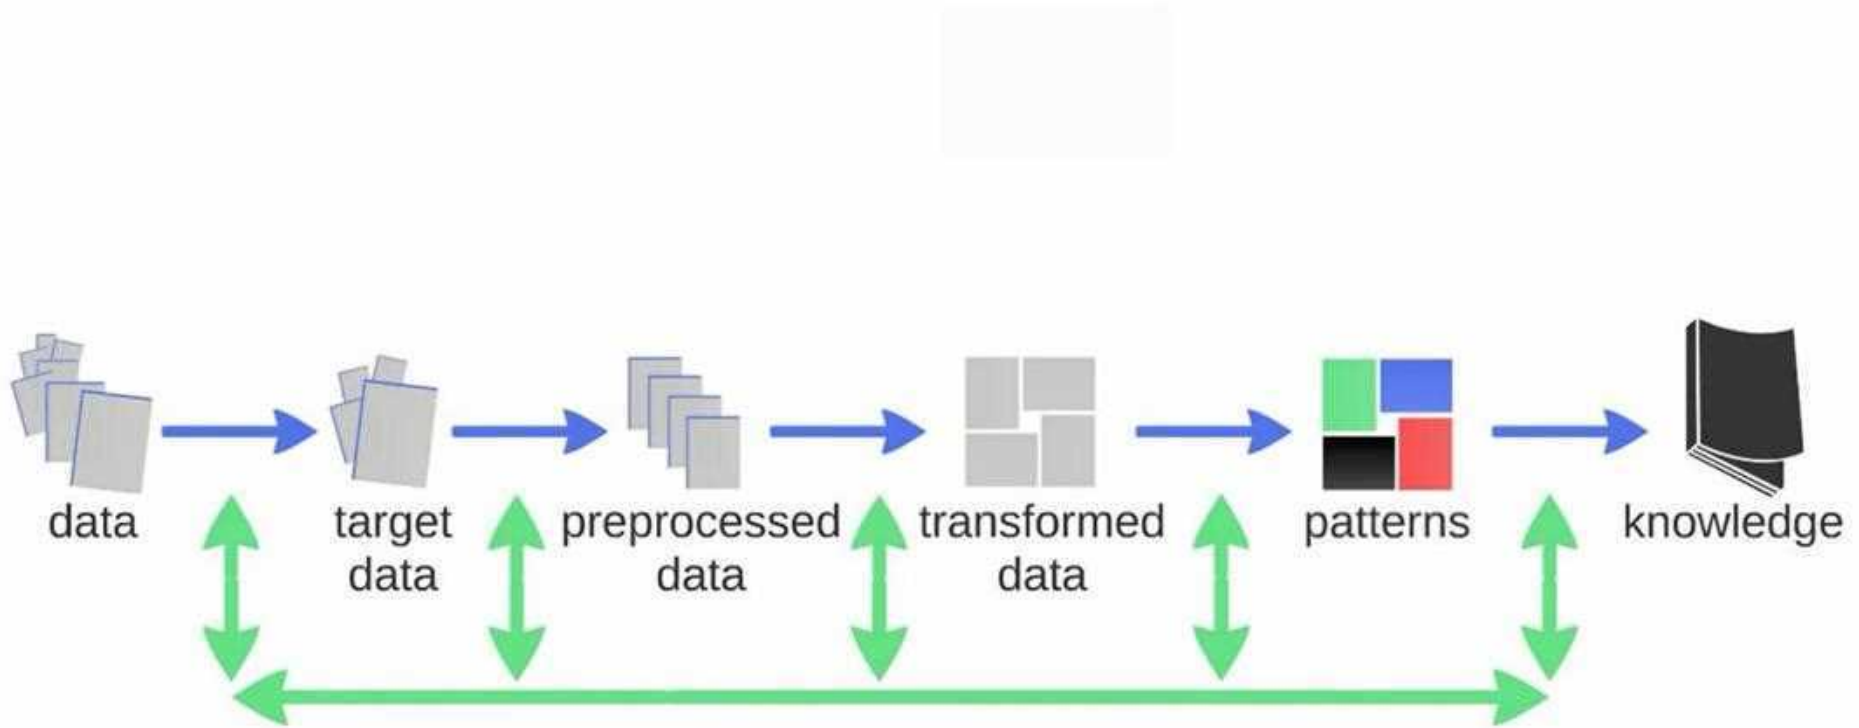 data
target
data
preprocessed
data
transformed
data
patterns
knowledge